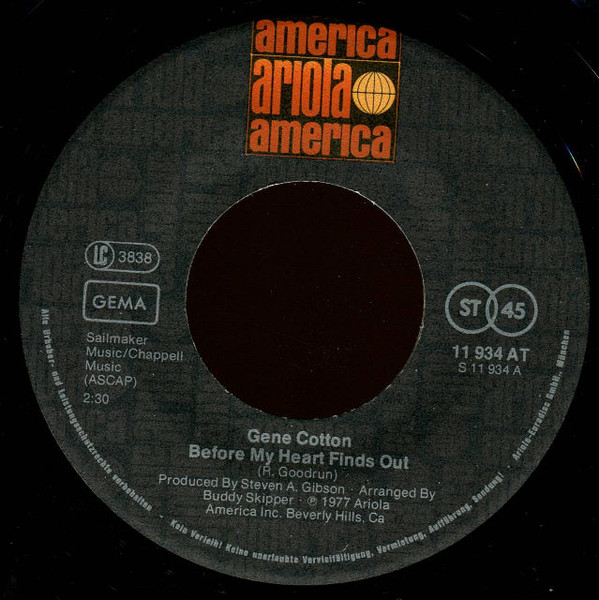 america
ariola
america
LC 3838
GEMA
Sailmaker
Music/Chappell
Music
(ASCAP)
2:30
ST 45
11 934 AT
S 11 934 A
Gene Cotton
Before My Heart Finds Out
(R. Goodrun)
Produced By Steven A. Gibson · Arranged By
Buddy Skipper · ℗ 1977 Ariola
America Inc. Beverly Hills, Ca
Alle Urheber- und Leistungsschutzrechte vorbehalten - Kein Verleih! Keine unerlaubte Vervielfältigung, Vermietung, Aufführung, Sendung! · Ariola-Eurodisc GmbH, München